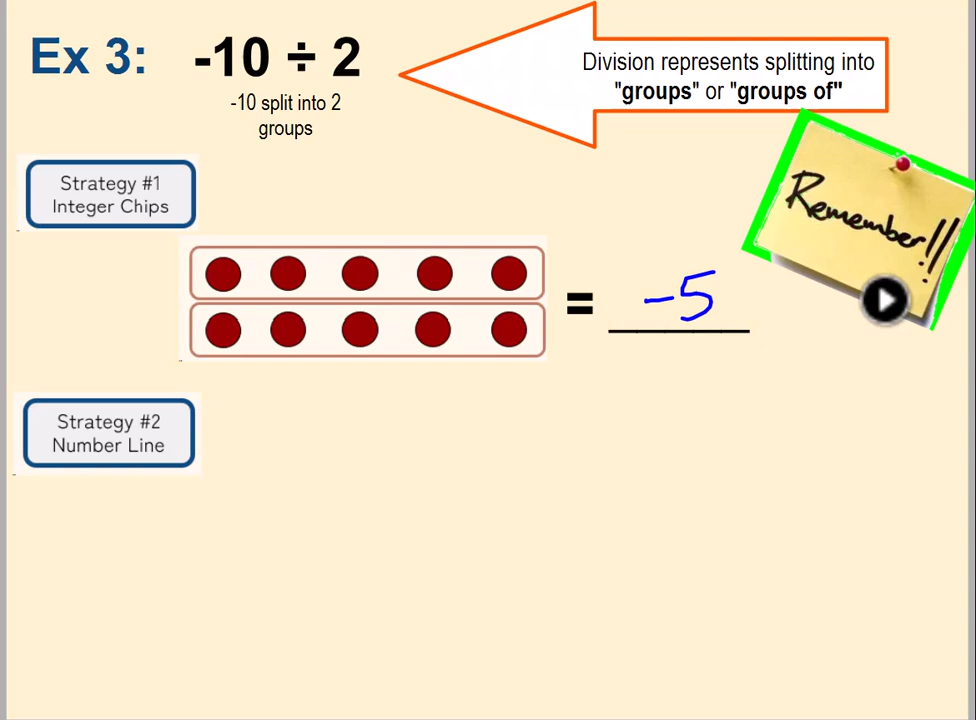 Ex 3: -10 ÷ 2
-10 split into 2
groups
Division represents splitting into
"groups" or "groups of"
Remember!!
Strategy #1
Integer Chips
= -5
Strategy #2
Number Line